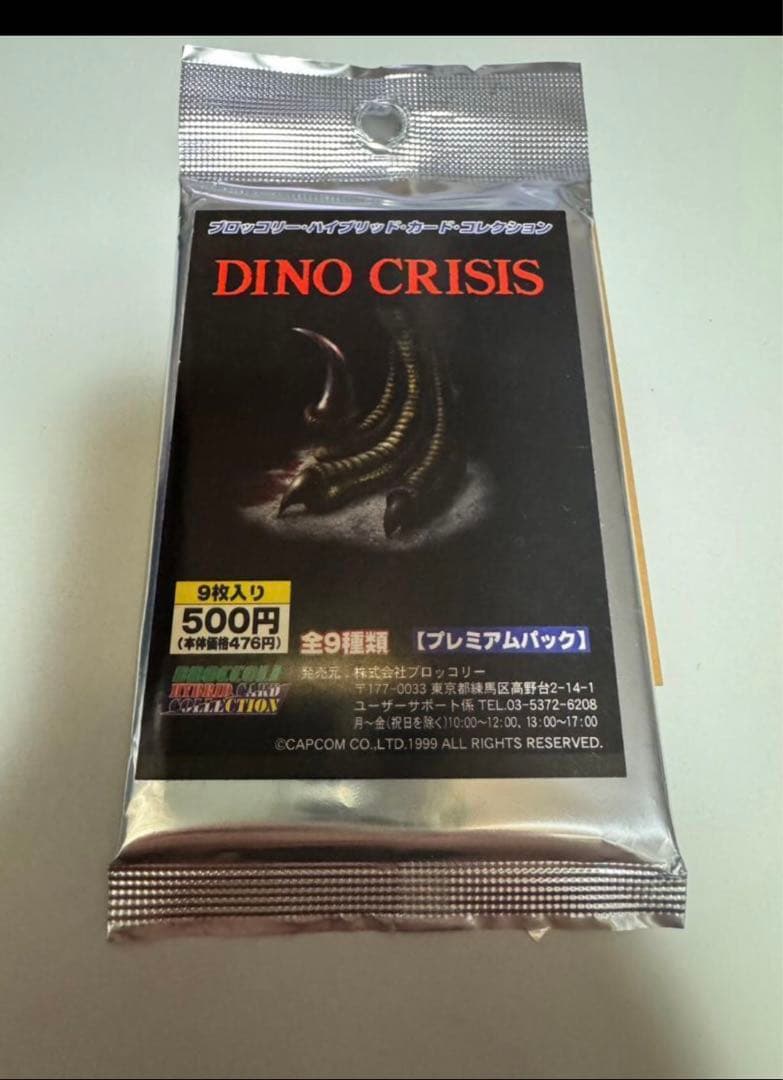 ブロッコリー・ハイブリッド・カード・コレクション
DINO CRISIS
9枚入り
500円
(本体価格476円)
全9種類 【プレミアムパック】
BROCCOLI
HYBRID CARD
COLLECTION
発売元：株式会社ブロッコリー
〒177-0033 東京都練馬区高野台2-14-1
ユーザーサポート係 TEL.03-5372-6208
月～金(祝日を除く)10:00～12:00, 13:00～17:00
©CAPCOM CO.,LTD.1999 ALL RIGHTS RESERVED.